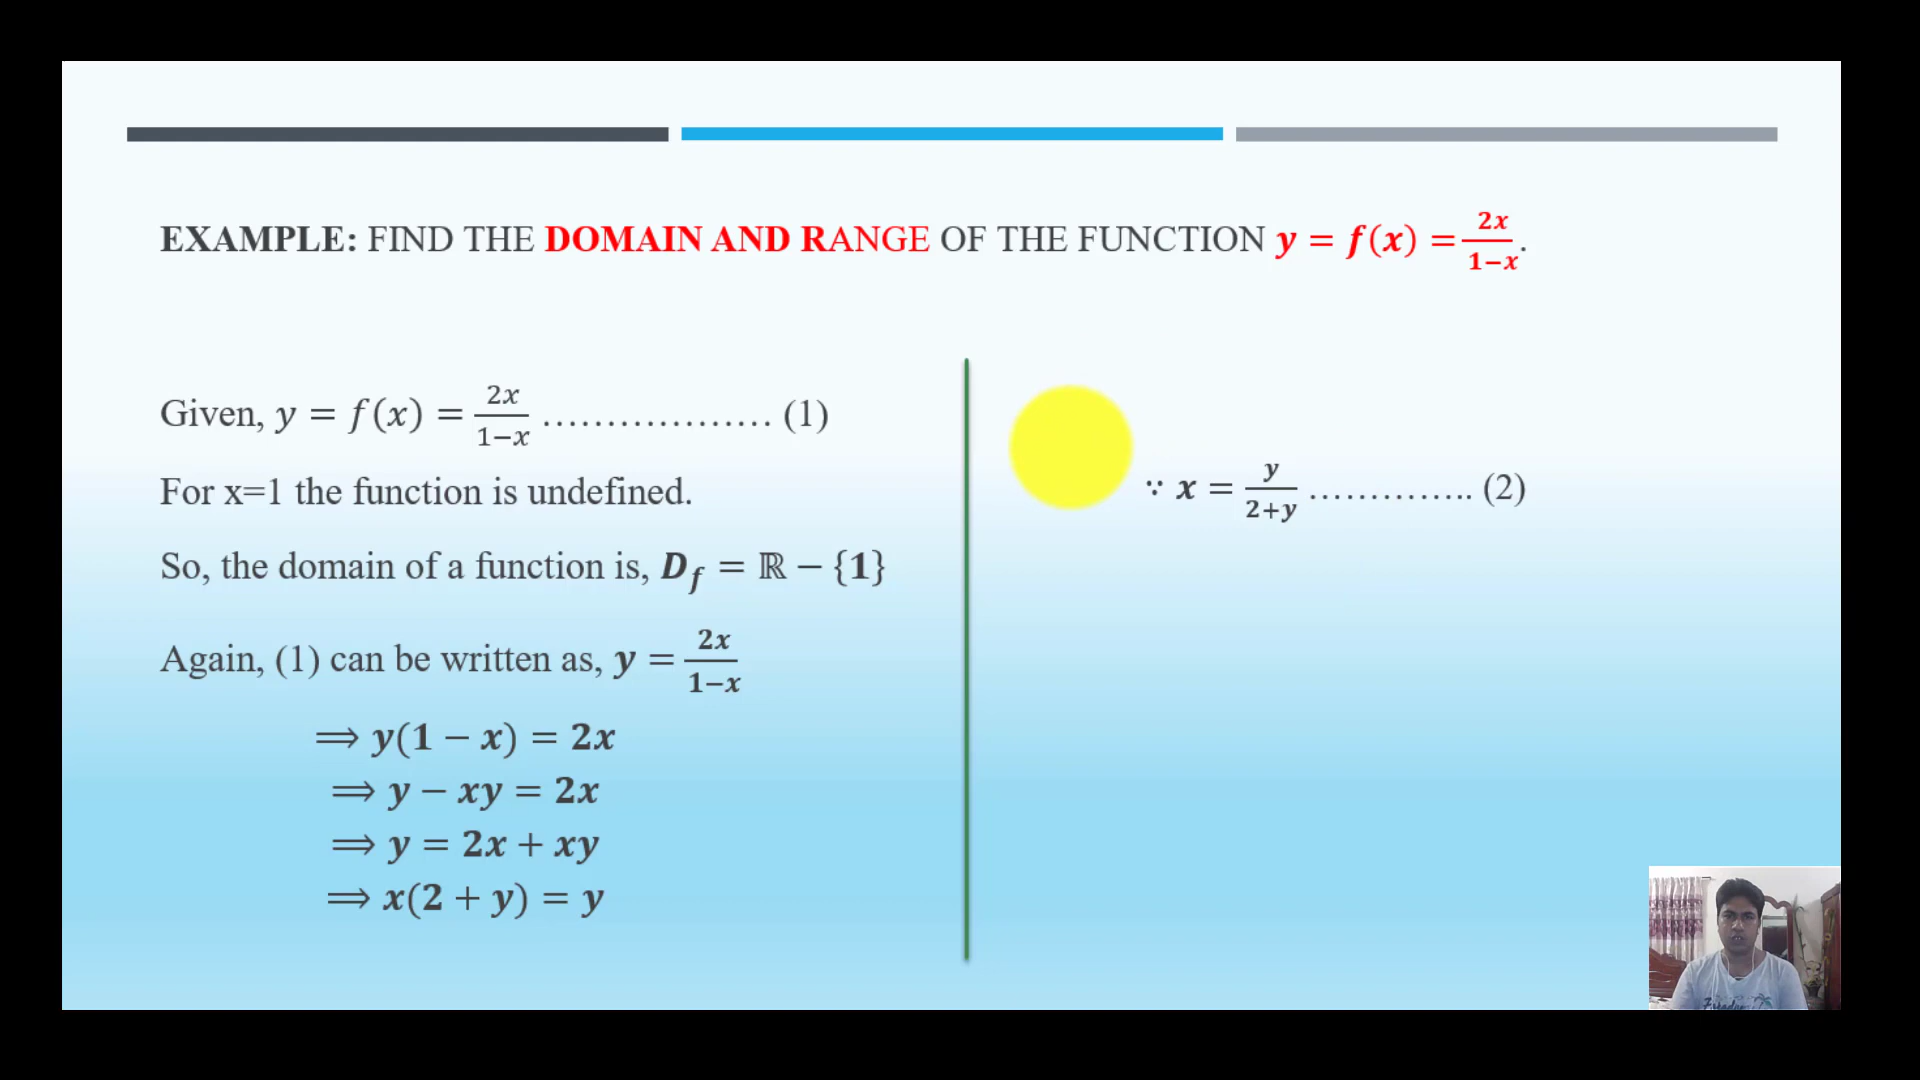 EXAMPLE: FIND THE DOMAIN AND RANGE OF THE FUNCTION y = f(x) = 2x/(1−x).
Given, y = f(x) = 2x/(1−x) ……………… (1)
For x=1 the function is undefined.
So, the domain of a function is, D_f = ℝ − {1}
Again, (1) can be written as, y = 2x/(1−x)
⟹ y(1 − x) = 2x
⟹ y − xy = 2x
⟹ y = 2x + xy
⟹ x(2 + y) = y
∵ x = y/(2+y) ………….. (2)